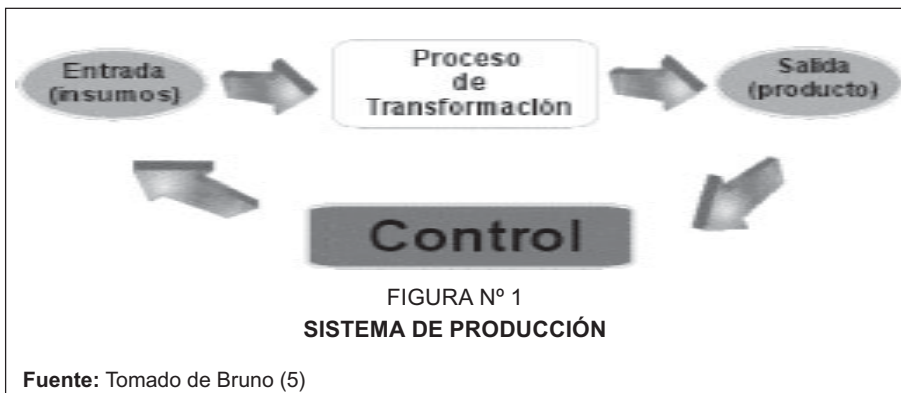 Entrada
(insumos)
Proceso
de
Transformación
Salida
(producto)
Control
FIGURA Nº 1
SISTEMA DE PRODUCCIÓN
Fuente: Tomado de Bruno (5)